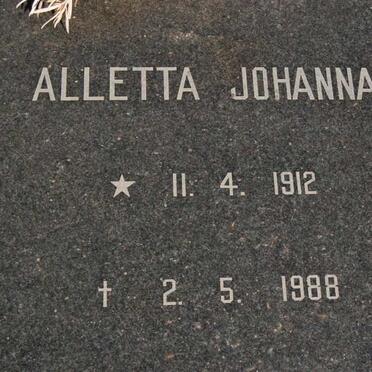 ALLETTA JOHANNA
★ 11. 4. 1912
† 2. 5. 1988